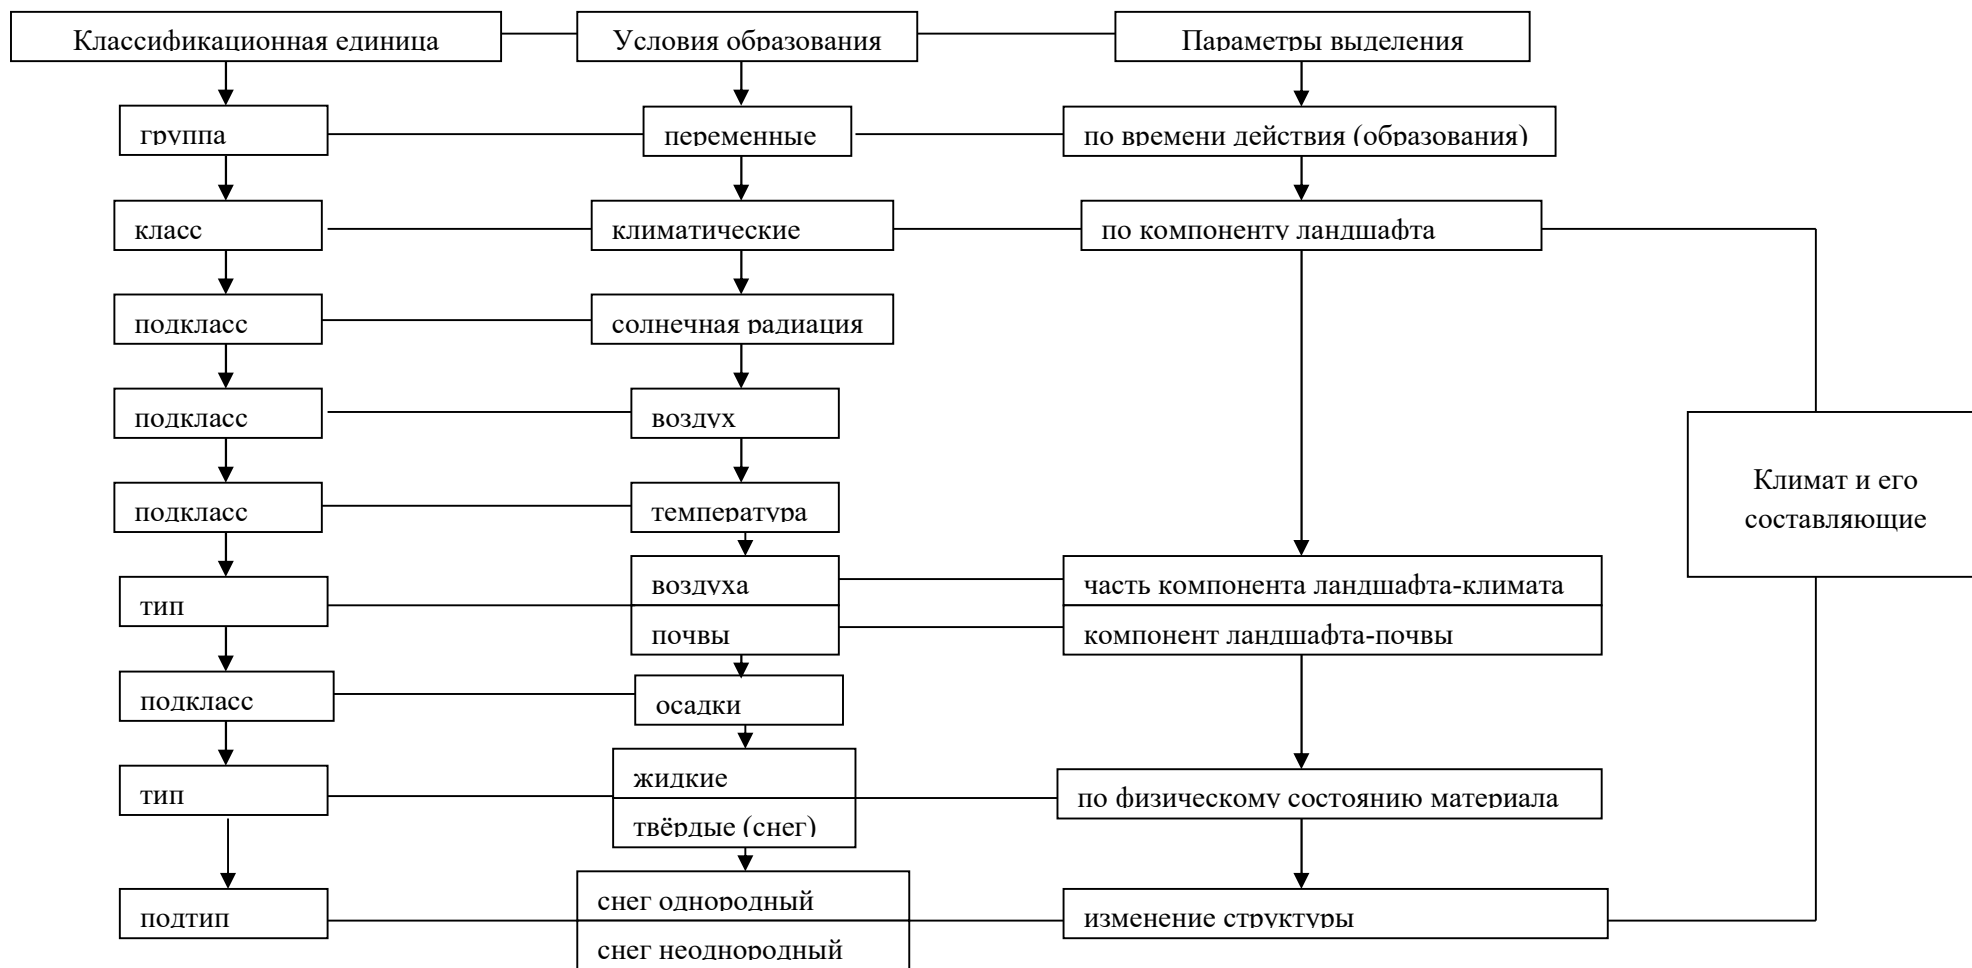 Классификационная единица
Условия образования
Параметры выделения
группа
переменные
по времени действия (образования)
класс
климатические
по компоненту ландшафта
подкласс
солнечная радиация
подкласс
воздух
подкласс
температура
Климат и его
составляющие
воздуха
часть компонента ландшафта-климата
тип
почвы
компонент ландшафта-почвы
подкласс
осадки
жидкие
тип
по физическому состоянию материала
твёрдые (снег)
снег однородный
подтип
изменение структуры
снег неоднородный